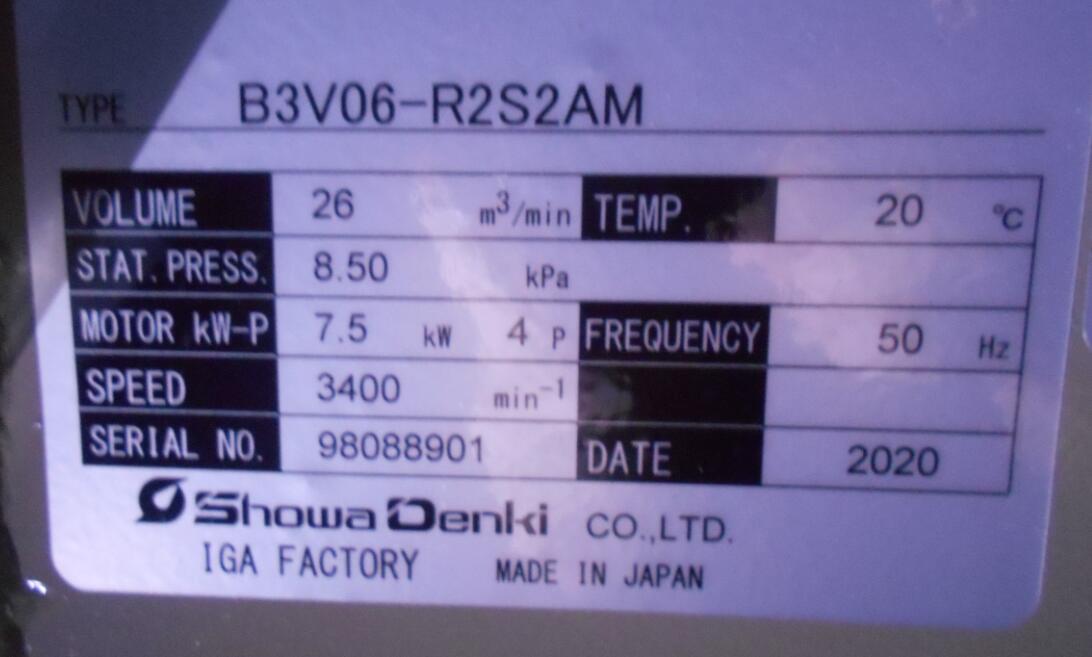 TYPE B3V06-R2S2AM
VOLUME 26 m³/min TEMP. 20 ℃
STAT. PRESS. 8.50 kPa
MOTOR kW-P 7.5 kW 4 P FREQUENCY 50 Hz
SPEED 3400 min⁻¹
SERIAL NO. 98088901 DATE 2020
Showa Denki CO.,LTD.
IGA FACTORY MADE IN JAPAN